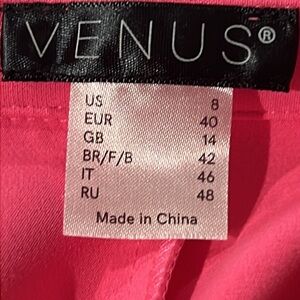 VENUS®
US 8
EUR 40
GB 14
BR/F/B 42
IT 46
RU 48
Made in China